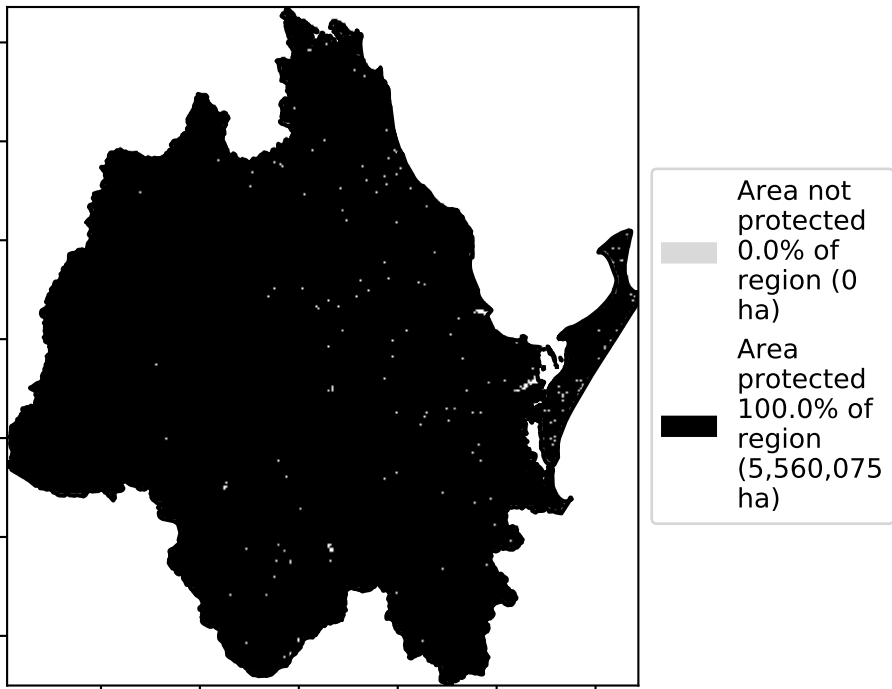 Area not
protected
0.0% of
region (0
ha)
Area
protected
100.0% of
region
(5,560,075
ha)